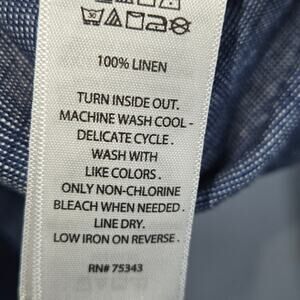 30
100% LINEN
TURN INSIDE OUT.
MACHINE WASH COOL -
DELICATE CYCLE .
WASH WITH
LIKE COLORS .
ONLY NON-CHLORINE
BLEACH WHEN NEEDED .
LINE DRY.
LOW IRON ON REVERSE .
RN# 75343